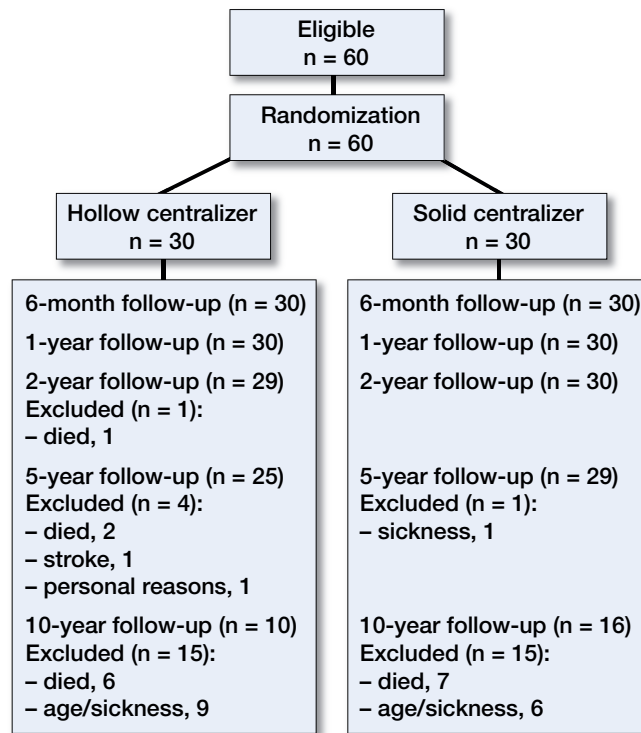 Eligible
n = 60
Randomization
n = 60
Hollow centralizer
n = 30
Solid centralizer
n = 30
6-month follow-up (n = 30)
1-year follow-up (n = 30)
2-year follow-up (n = 29)
Excluded (n = 1):
– died, 1
5-year follow-up (n = 25)
Excluded (n = 4):
– died, 2
– stroke, 1
– personal reasons, 1
10-year follow-up (n = 10)
Excluded (n = 15):
– died, 6
– age/sickness, 9
6-month follow-up (n = 30)
1-year follow-up (n = 30)
2-year follow-up (n = 30)
5-year follow-up (n = 29)
Excluded (n = 1):
– sickness, 1
10-year follow-up (n = 16)
Excluded (n = 15):
– died, 7
– age/sickness, 6